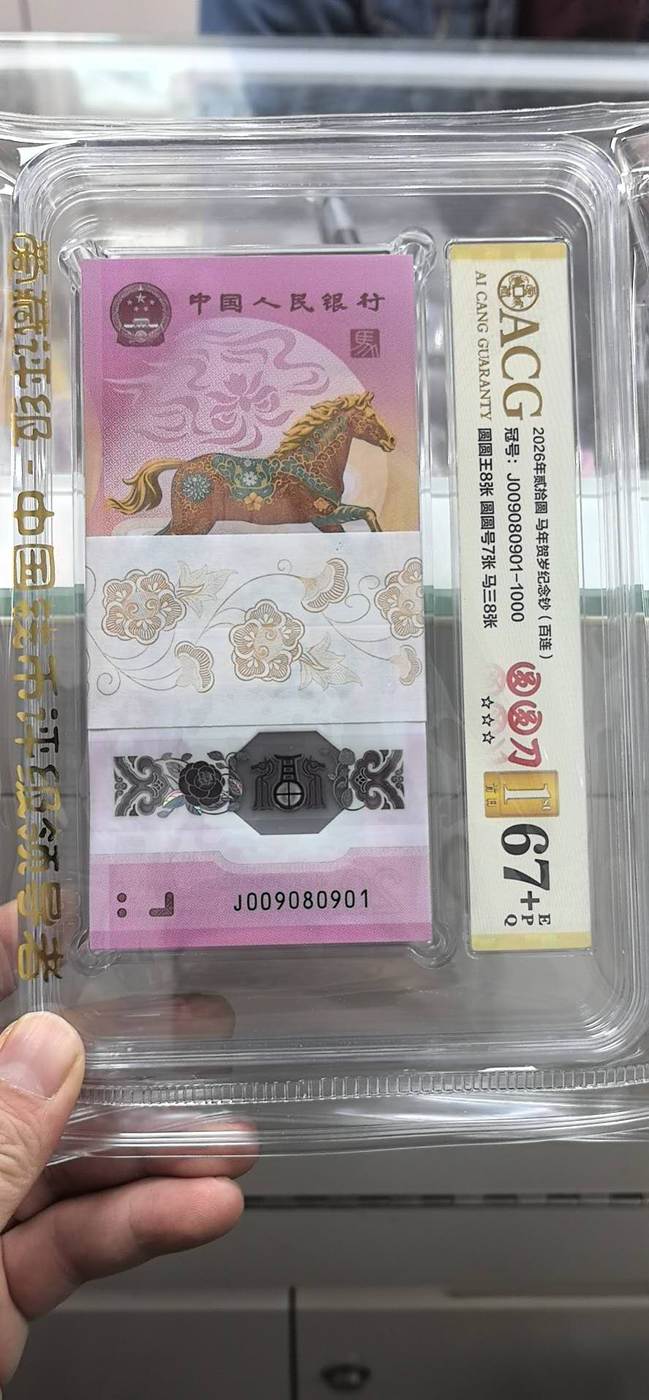 中国人民银行
馬
J009080901
ACG
AI CANG GUARANTY
2026年贰拾圆 马年贺岁纪念钞（百连）
冠号：J009080901-1000
圆圆王8张 圆圆号7张 马三8张
☆☆☆
1st
67+
EPQ
爱藏评级-中国钱币评级领导者